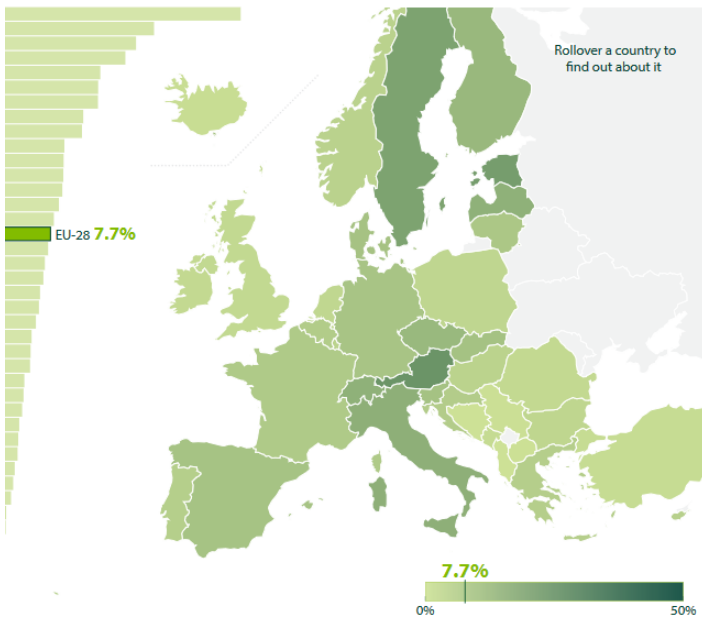 Rollover a country to
find out about it
EU-28 7.7%
7.7%
0% 50%